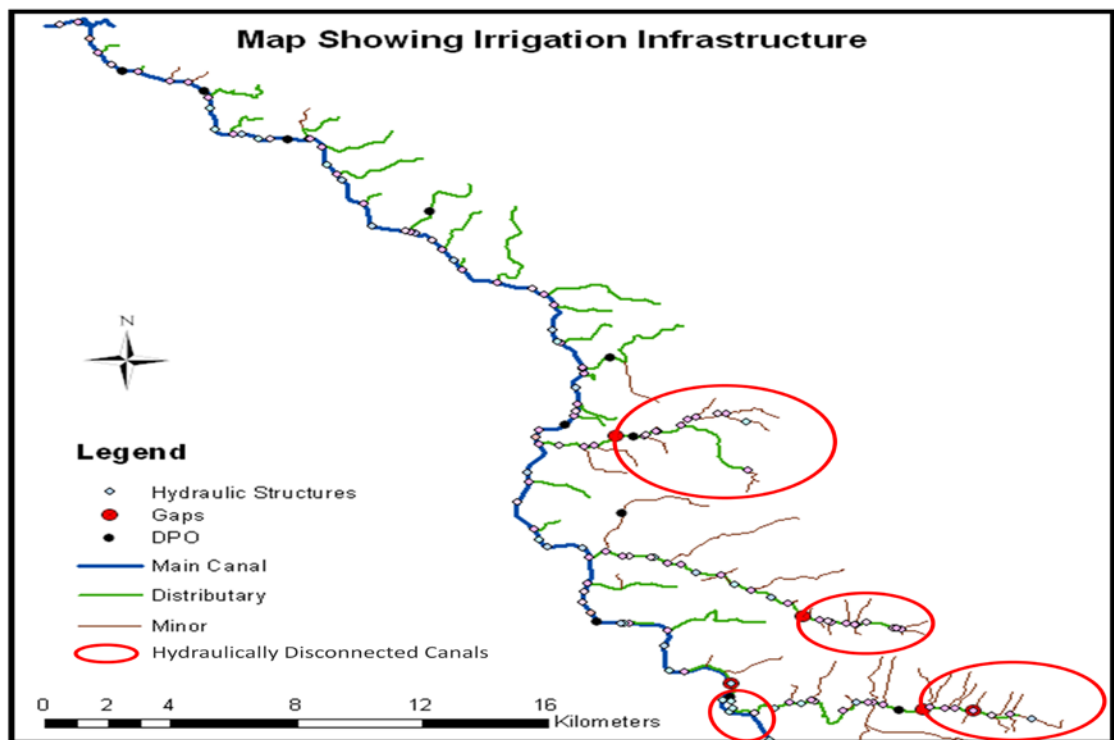 Map Showing Irrigation Infrastructure
N
Legend
Hydraulic Structures
Gaps
DPO
Main Canal
Distributary
Minor
Hydraulically Disconnected Canals
0 2 4 8 12 16
Kilometers